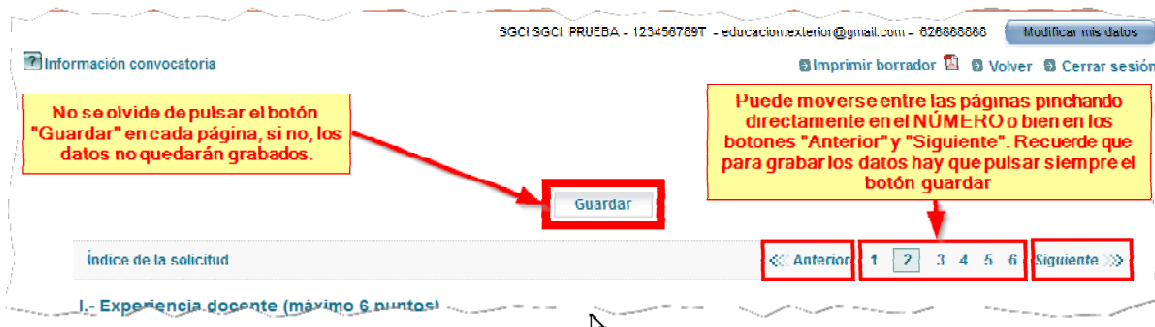 SGCI SGCI PRUEBA - 123456789T - educacion.exterior@gmail.com - 626888888 Modificar mis datos
? Información convocatoria
Imprimir borrador Volver Cerrar sesión
No se olvide de pulsar el botón
"Guardar" en cada página, si no, los
datos no quedarán grabados.
Puede moverse entre las páginas pinchando
directamente en el NÚMERO o bien en los
botones "Anterior" y "Siguiente". Recuerde que
para grabar los datos hay que pulsar siempre el
botón guardar
Guardar
Índice de la solicitud
Anterior 1 2 3 4 5 6 Siguiente
I.- Experiencia docente (máximo 6 puntos)